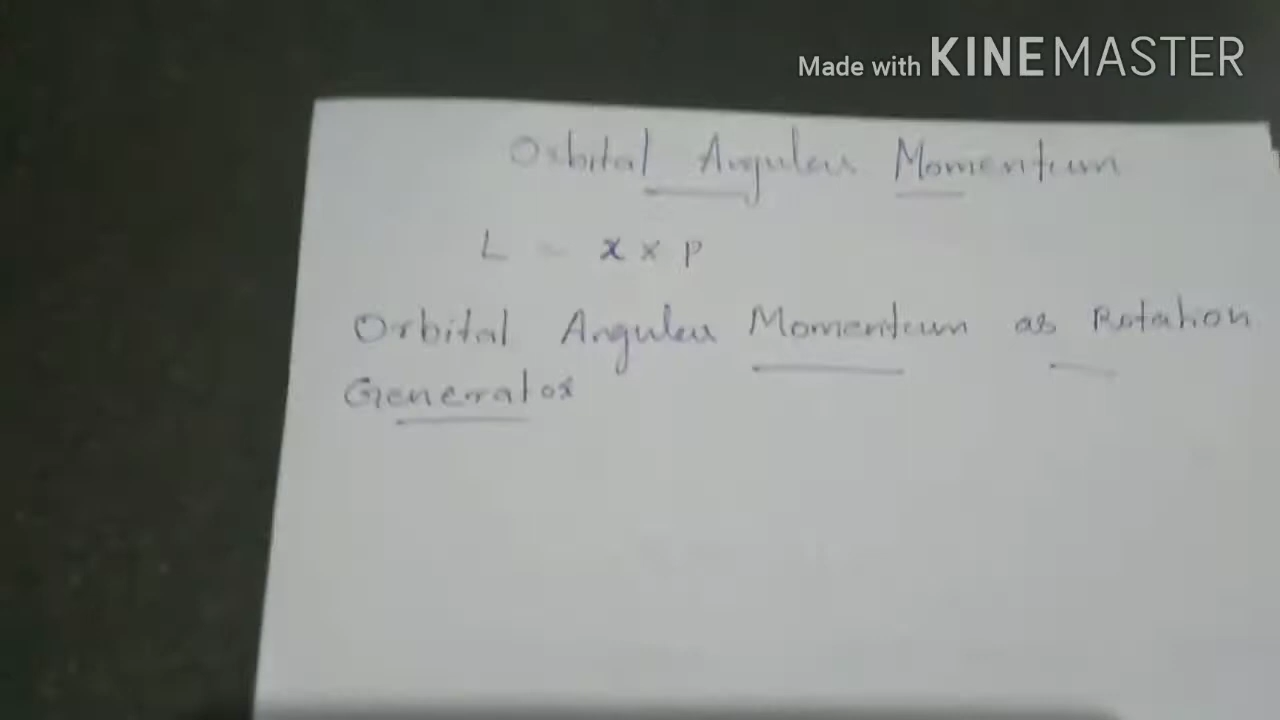 Made with KINEMASTER
Orbital Angular Momentum
L = x × p
Orbital Angular Momentum as Rotation
Generator